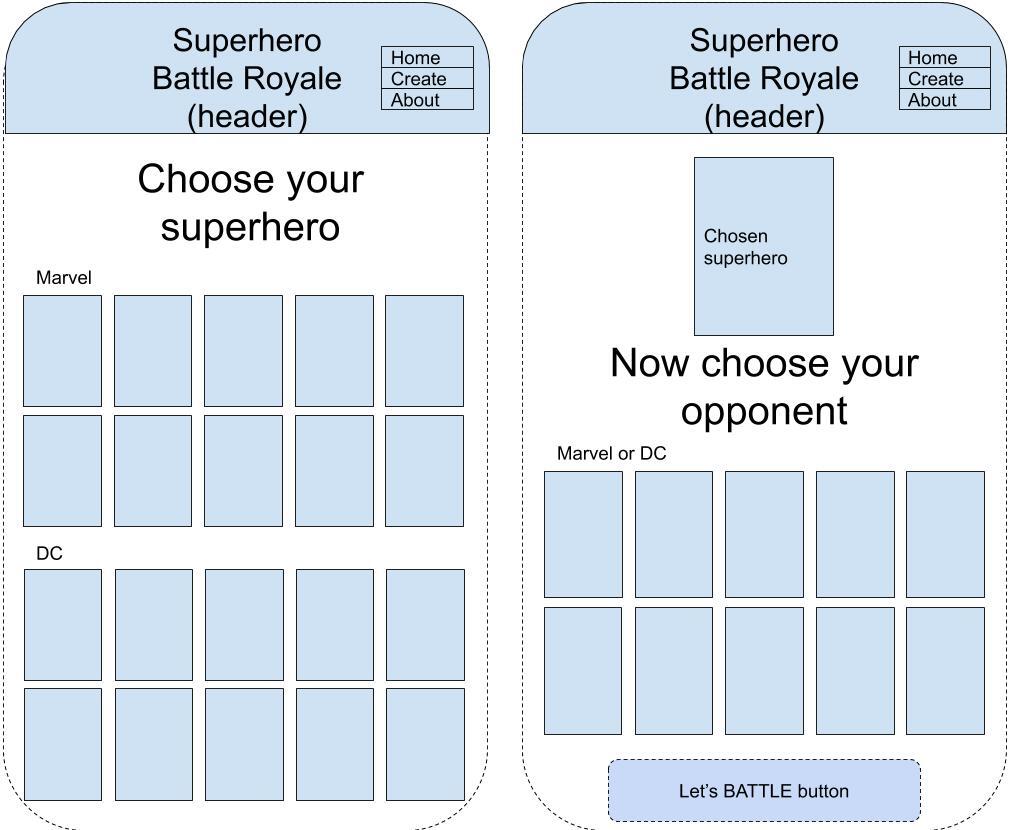 Superhero
Battle Royale
(header)
Home
Create
About
Choose your
superhero
Marvel
DC
Superhero
Battle Royale
(header)
Home
Create
About
Chosen
superhero
Now choose your
opponent
Marvel or DC
Let's BATTLE button